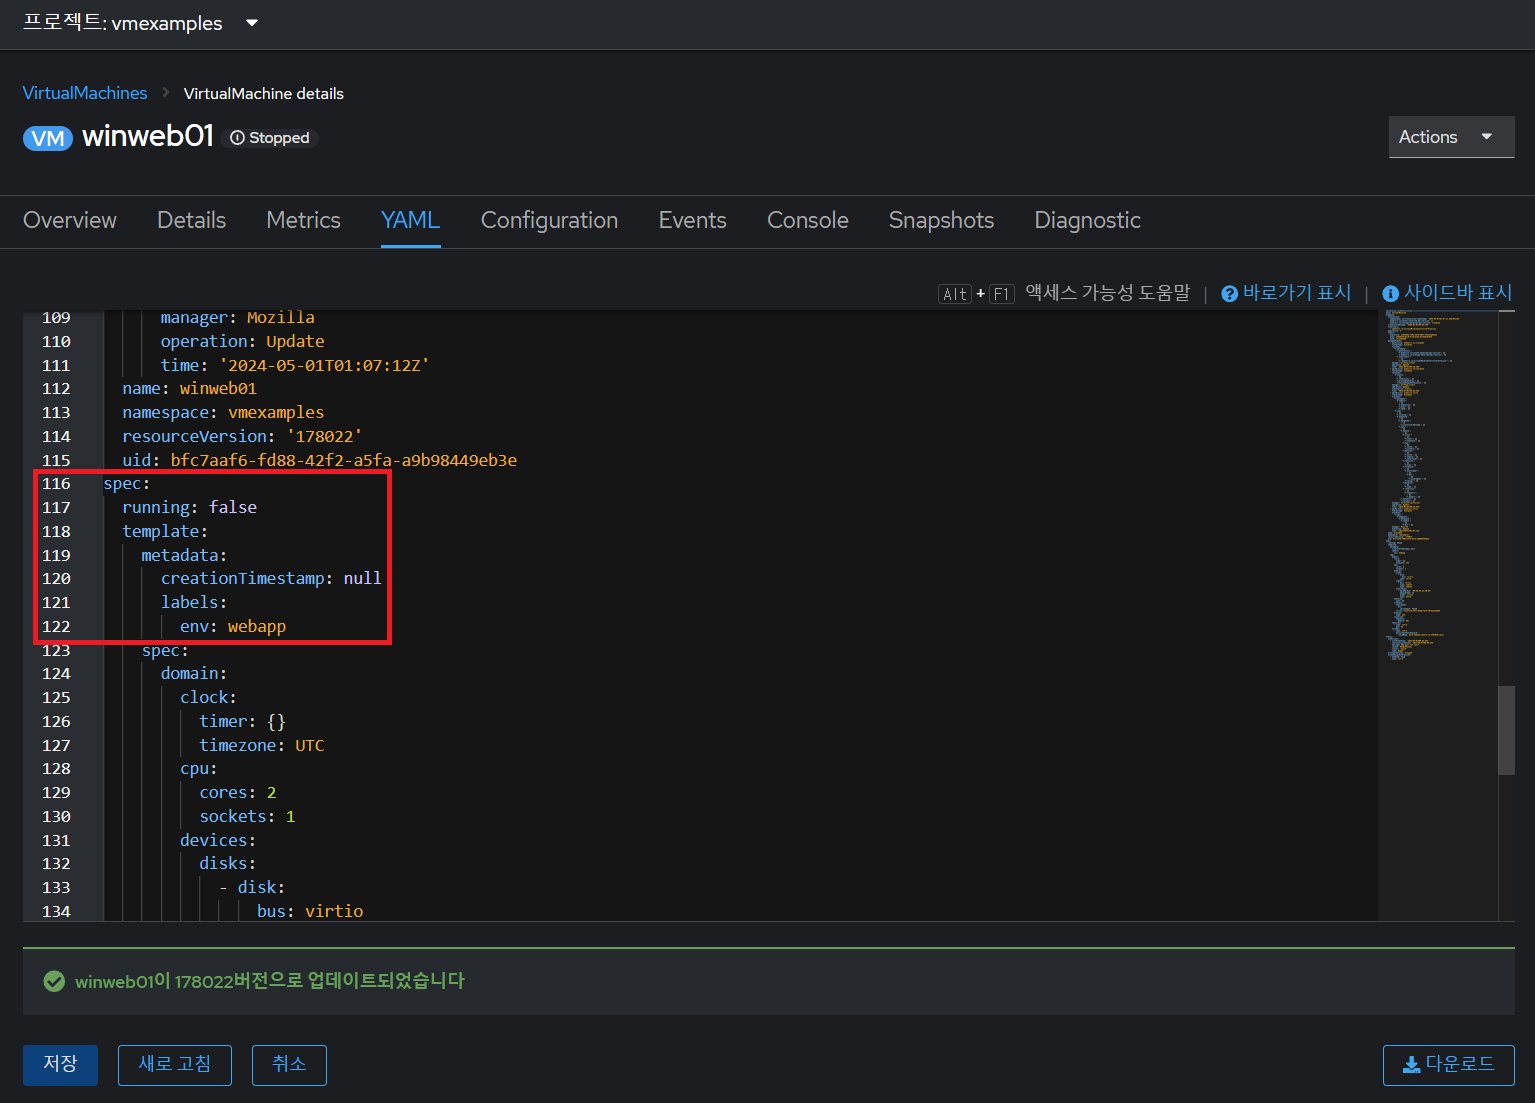 프로젝트: vmexamples
VirtualMachines > VirtualMachine details
VM winweb01 Stopped
Actions
Overview Details Metrics YAML Configuration Events Console Snapshots Diagnostic
Alt + F1 액세스 가능성 도움말 | 바로가기 표시 | 사이드바 표시
109 manager: Mozilla
110 operation: Update
111 time: '2024-05-01T01:07:12Z'
112 name: winweb01
113 namespace: vmexamples
114 resourceVersion: '178022'
115 uid: bfc7aaf6-fd88-42f2-a5fa-a9b98449eb3e
116 spec:
117 running: false
118 template:
119 metadata:
120 creationTimestamp: null
121 labels:
122 env: webapp
123 spec:
124 domain:
125 clock:
126 timer: {}
127 timezone: UTC
128 cpu:
129 cores: 2
130 sockets: 1
131 devices:
132 disks:
133 - disk:
134 bus: virtio
winweb01이 178022버전으로 업데이트되었습니다
저장 새로 고침 취소 다운로드